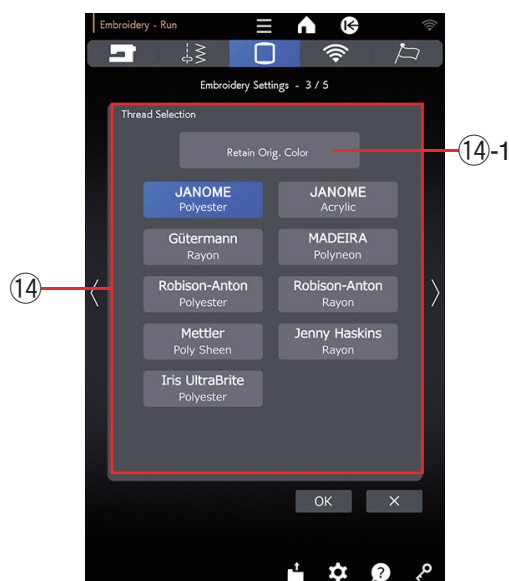 Embroidery - Run
Embroidery Settings - 3 / 5
Thread Selection
Retain Orig. Color
⑭-1
JANOME
Polyester
JANOME
Acrylic
Gütermann
Rayon
MADEIRA
Polyneon
⑭
Robison-Anton
Polyester
Robison-Anton
Rayon
Mettler
Poly Sheen
Jenny Haskins
Rayon
Iris UltraBrite
Polyester
OK
X
?